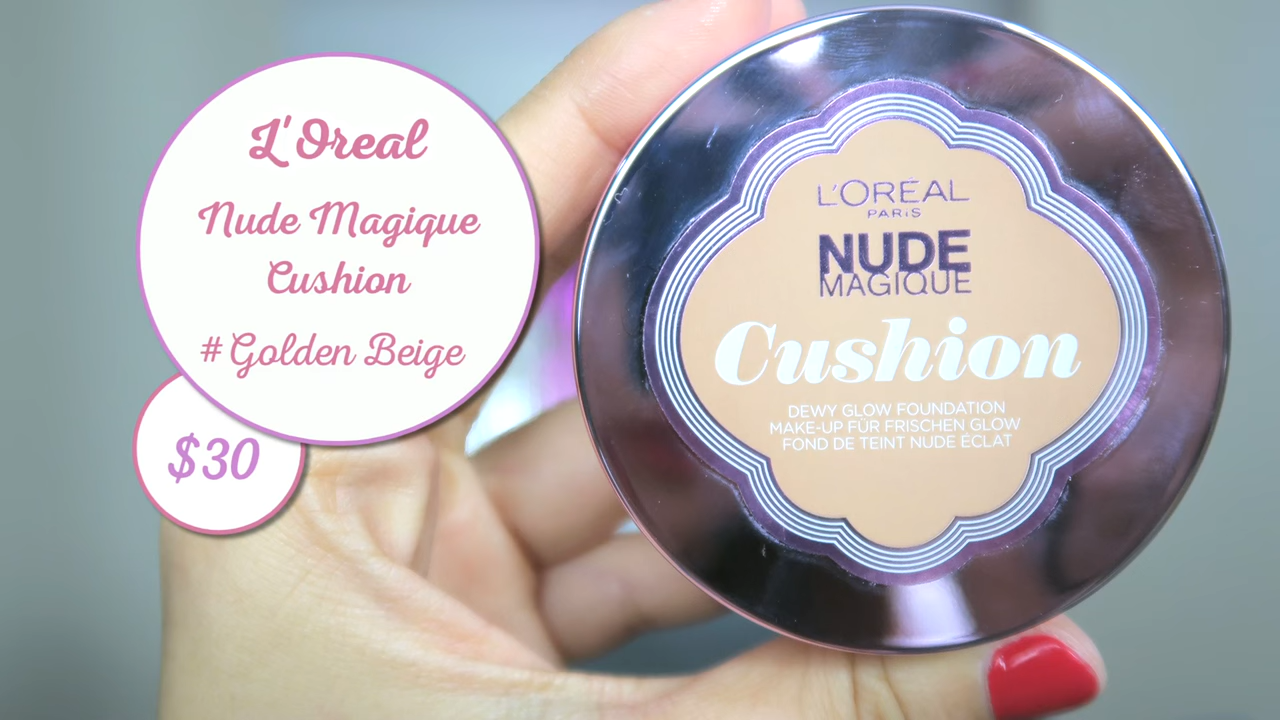 L'Oreal
Nude Magique
Cushion
#Golden Beige
$30
L'ORÉAL
PARIS
NUDE
MAGIQUE
Cushion
DEWY GLOW FOUNDATION
MAKE-UP FÜR FRISCHEN GLOW
FOND DE TEINT NUDE ÉCLAT